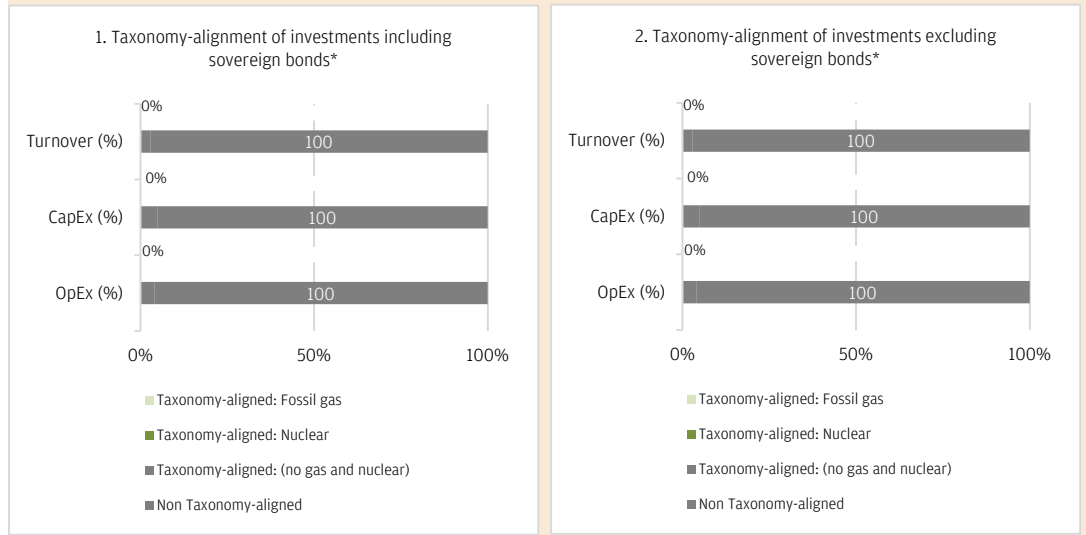 1. Taxonomy-alignment of investments including
sovereign bonds*
0%
Turnover (%)
100
0%
CapEx (%)
100
0%
OpEx (%)
100
0%
50%
100%
Taxonomy-aligned: Fossil gas
Taxonomy-aligned: Nuclear
Taxonomy-aligned: (no gas and nuclear)
Non Taxonomy-aligned
2. Taxonomy-alignment of investments excluding
sovereign bonds*
0%
Turnover (%)
100
0%
CapEx (%)
100
0%
OpEx (%)
100
0%
50%
100%
Taxonomy-aligned: Fossil gas
Taxonomy-aligned: Nuclear
Taxonomy-aligned: (no gas and nuclear)
Non Taxonomy-aligned